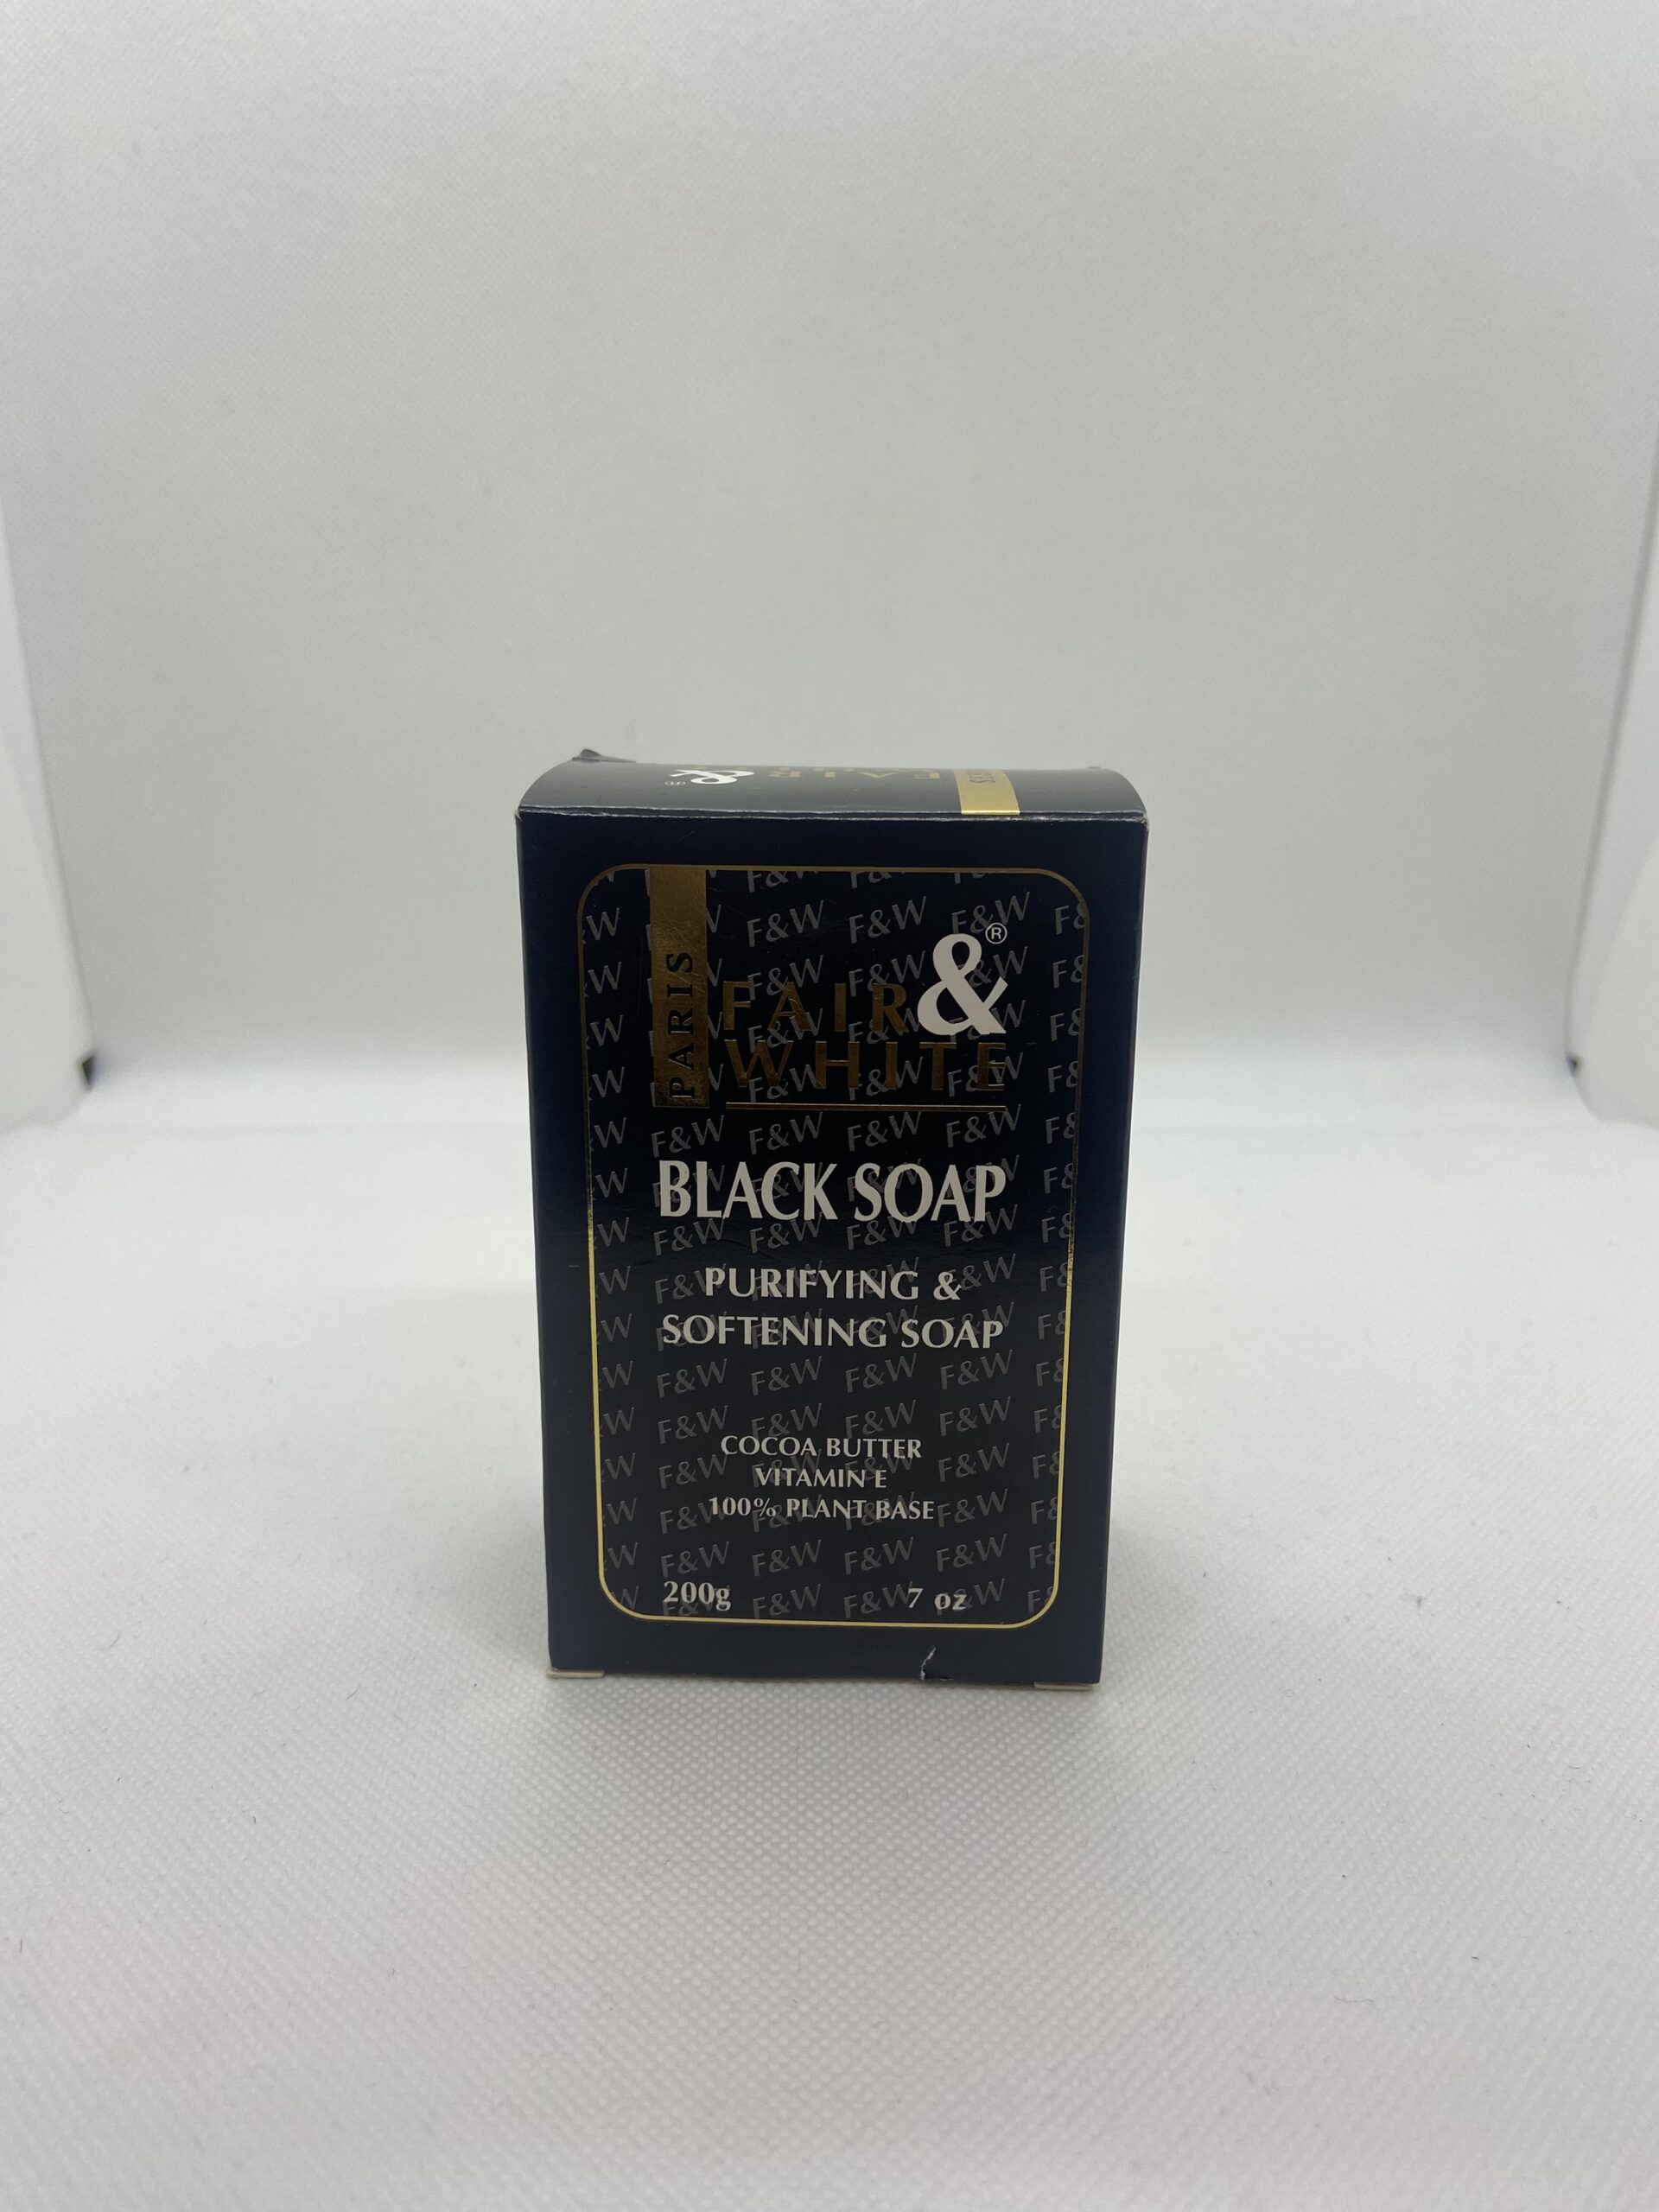 PARIS
FAIR &®
WHITE
BLACK SOAP
PURIFYING &
SOFTENING SOAP
COCOA BUTTER
VITAMIN E
100% PLANT BASE
200g 7 oz